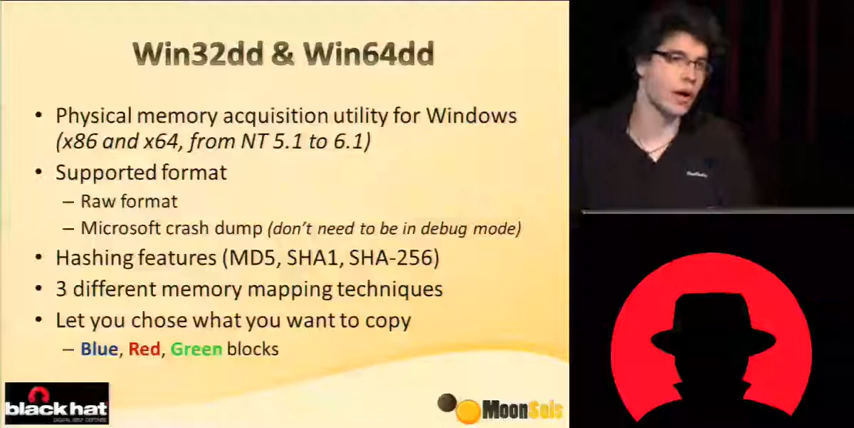 Win32dd & Win64dd
• Physical memory acquisition utility for Windows
(x86 and x64, from NT 5.1 to 6.1)
• Supported format
– Raw format
– Microsoft crash dump (don't need to be in debug mode)
• Hashing features (MD5, SHA1, SHA-256)
• 3 different memory mapping techniques
• Let you chose what you want to copy
– Blue, Red, Green blocks
black hat
MoonSols